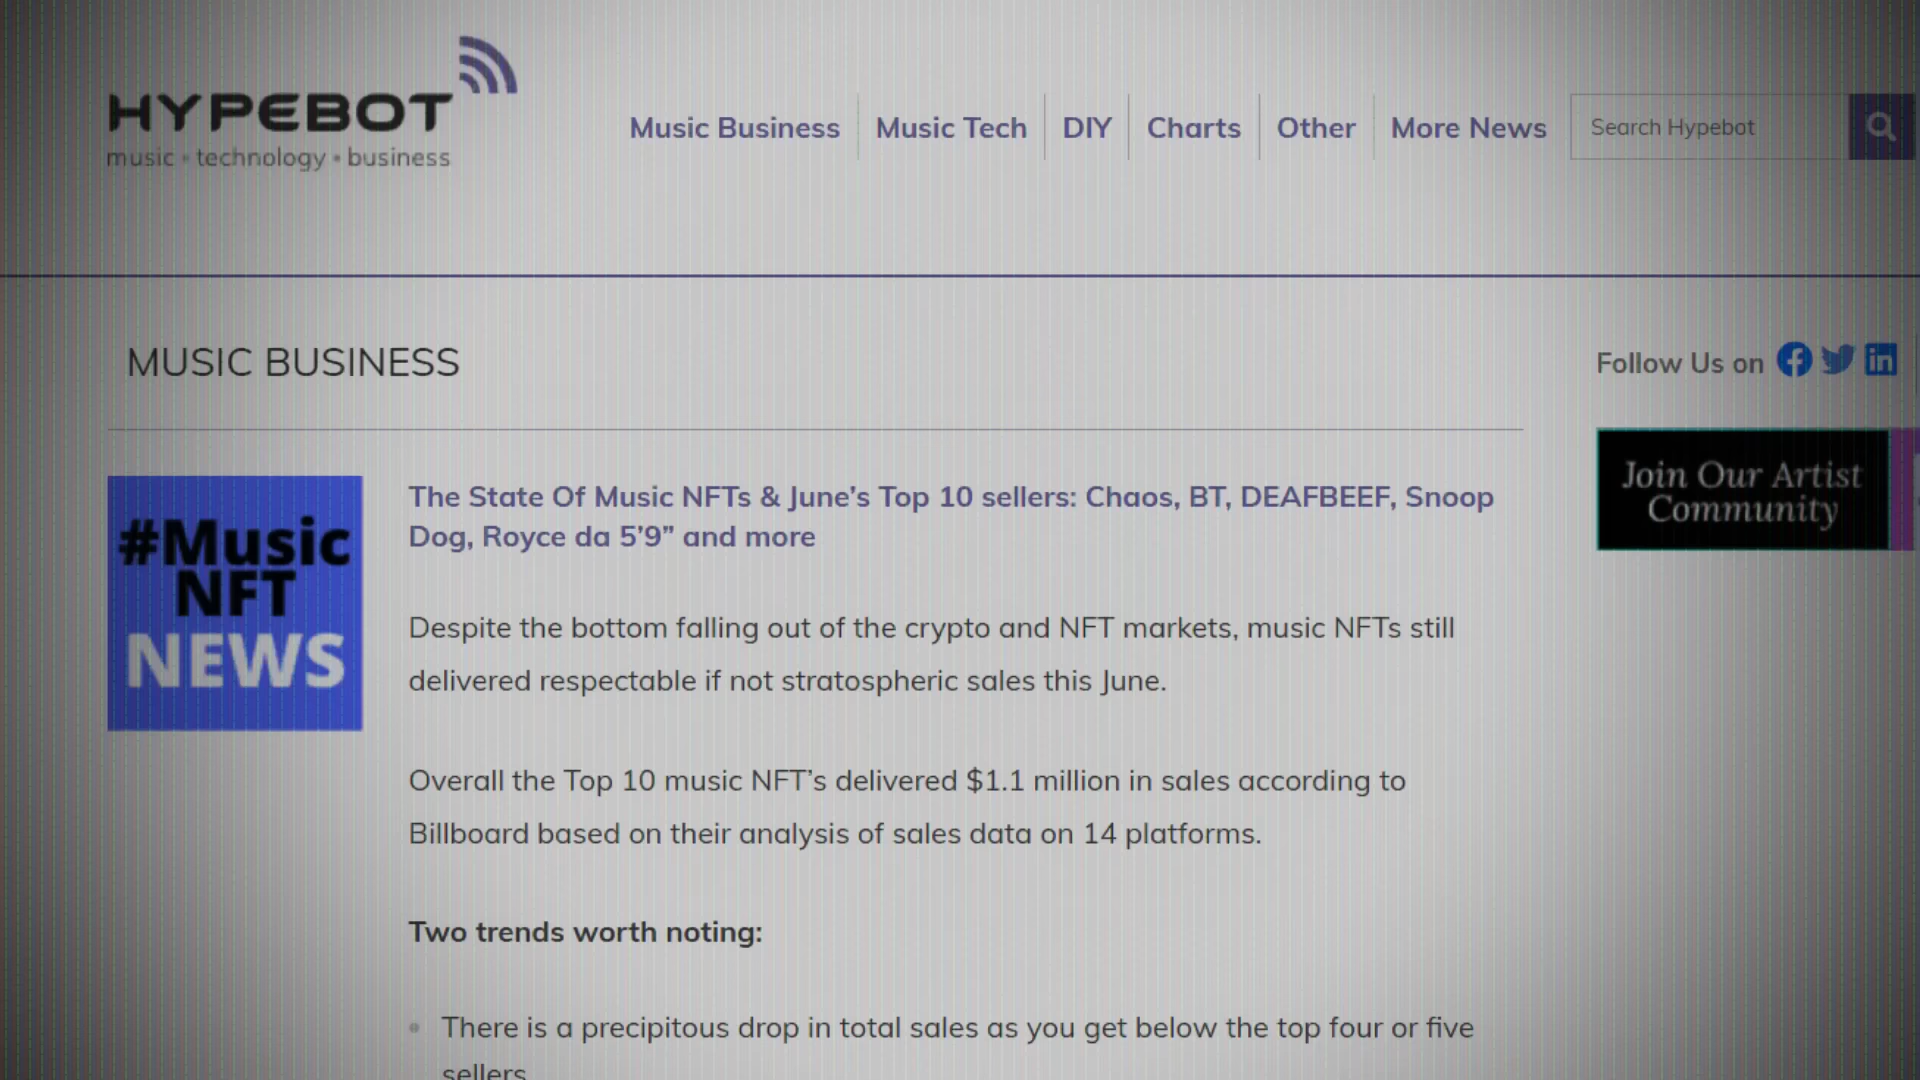 HYPEBOT
music • technology • business
Music Business
Music Tech
DIY
Charts
Other
More News
Search Hypebot
MUSIC BUSINESS
Follow Us on
Join Our Artist
Community
#Music
NFT
NEWS
The State Of Music NFTs & June’s Top 10 sellers: Chaos, BT, DEAFBEEF, Snoop
Dog, Royce da 5’9” and more
Despite the bottom falling out of the crypto and NFT markets, music NFTs still
delivered respectable if not stratospheric sales this June.
Overall the Top 10 music NFT’s delivered $1.1 million in sales according to
Billboard based on their analysis of sales data on 14 platforms.
Two trends worth noting:
• There is a precipitous drop in total sales as you get below the top four or five
sellers